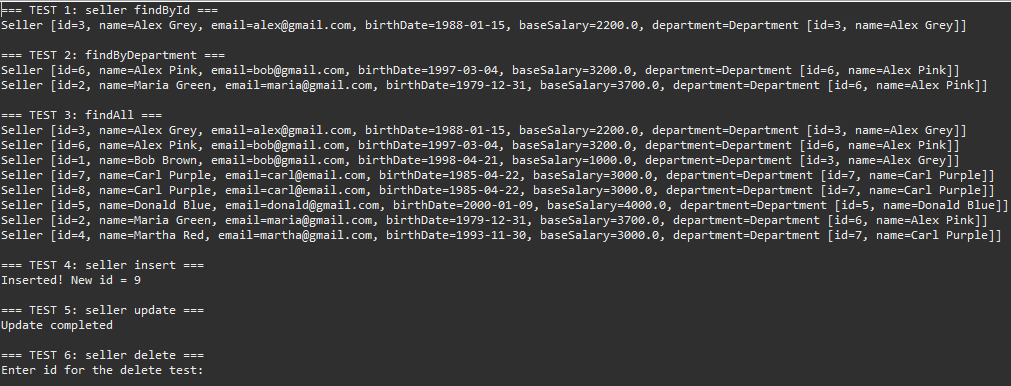 === TEST 1: seller findById ===
Seller [id=3, name=Alex Grey, email=alex@gmail.com, birthDate=1988-01-15, baseSalary=2200.0, department=Department [id=3, name=Alex Grey]]
=== TEST 2: findByDepartment ===
Seller [id=6, name=Alex Pink, email=bob@gmail.com, birthDate=1997-03-04, baseSalary=3200.0, department=Department [id=6, name=Alex Pink]]
Seller [id=2, name=Maria Green, email=maria@gmail.com, birthDate=1979-12-31, baseSalary=3700.0, department=Department [id=6, name=Alex Pink]]
=== TEST 3: findAll ===
Seller [id=3, name=Alex Grey, email=alex@gmail.com, birthDate=1988-01-15, baseSalary=2200.0, department=Department [id=3, name=Alex Grey]]
Seller [id=6, name=Alex Pink, email=bob@gmail.com, birthDate=1997-03-04, baseSalary=3200.0, department=Department [id=6, name=Alex Pink]]
Seller [id=1, name=Bob Brown, email=bob@gmail.com, birthDate=1998-04-21, baseSalary=1000.0, department=Department [id=3, name=Alex Grey]]
Seller [id=7, name=Carl Purple, email=carl@email.com, birthDate=1985-04-22, baseSalary=3000.0, department=Department [id=7, name=Carl Purple]]
Seller [id=8, name=Carl Purple, email=carl@email.com, birthDate=1985-04-22, baseSalary=3000.0, department=Department [id=7, name=Carl Purple]]
Seller [id=5, name=Donald Blue, email=donald@gmail.com, birthDate=2000-01-09, baseSalary=4000.0, department=Department [id=5, name=Donald Blue]]
Seller [id=2, name=Maria Green, email=maria@gmail.com, birthDate=1979-12-31, baseSalary=3700.0, department=Department [id=6, name=Alex Pink]]
Seller [id=4, name=Martha Red, email=martha@gmail.com, birthDate=1993-11-30, baseSalary=3000.0, department=Department [id=7, name=Carl Purple]]
=== TEST 4: seller insert ===
Inserted! New id = 9
=== TEST 5: seller update ===
Update completed
=== TEST 6: seller delete ===
Enter id for the delete test: